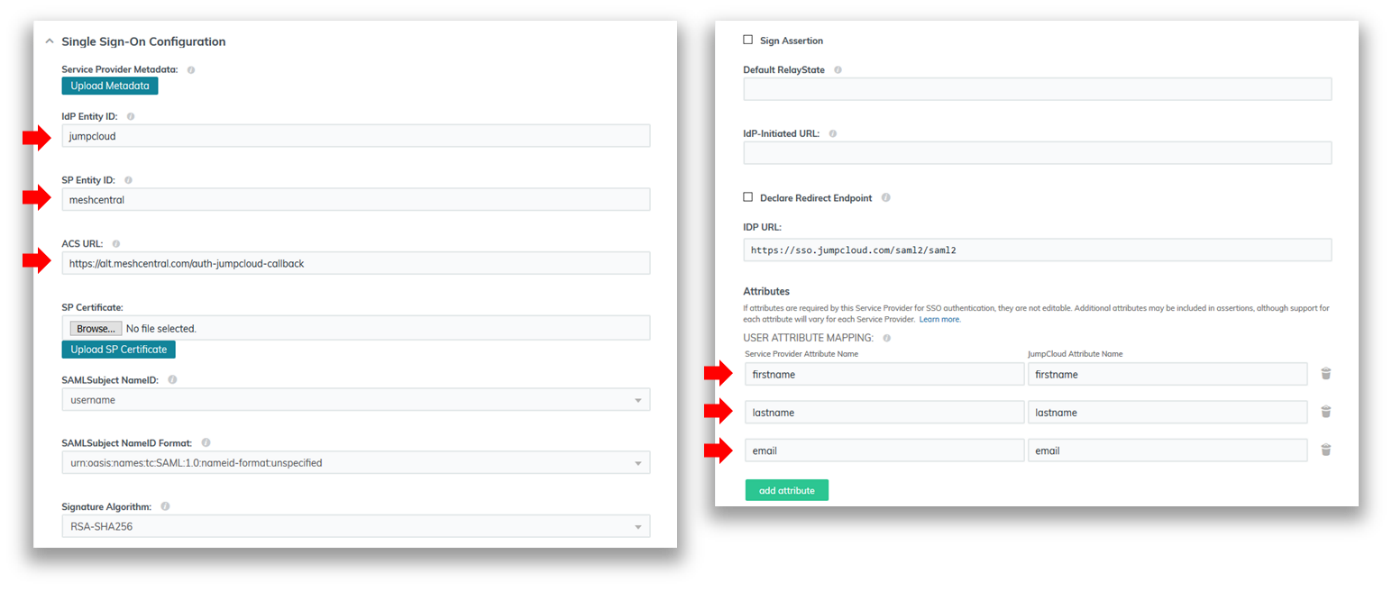 Single Sign-On Configuration
Service Provider Metadata:
Upload Metadata
IdP Entity ID:
jumpcloud
SP Entity ID:
meshcentral
ACS URL:
https://alt.meshcentral.com/auth-jumpcloud-callback
SP Certificate:
Browse... No file selected.
Upload SP Certificate
SAMLSubject NameID:
username
SAMLSubject NameID Format:
urn:oasis:names:tc:SAML:1.0:nameid-format:unspecified
Signature Algorithm:
RSA-SHA256
Sign Assertion
Default RelayState
IdP-Initiated URL:
Declare Redirect Endpoint
IDP URL:
https://sso.jumpcloud.com/saml2/saml2
Attributes
If attributes are required by this Service Provider for SSO authentication, they are not editable. Additional attributes may be included in assertions, although support for
each attribute will vary for each Service Provider. Learn more.
USER ATTRIBUTE MAPPING:
Service Provider Attribute Name JumpCloud Attribute Name
firstname firstname
lastname lastname
email email
add attribute